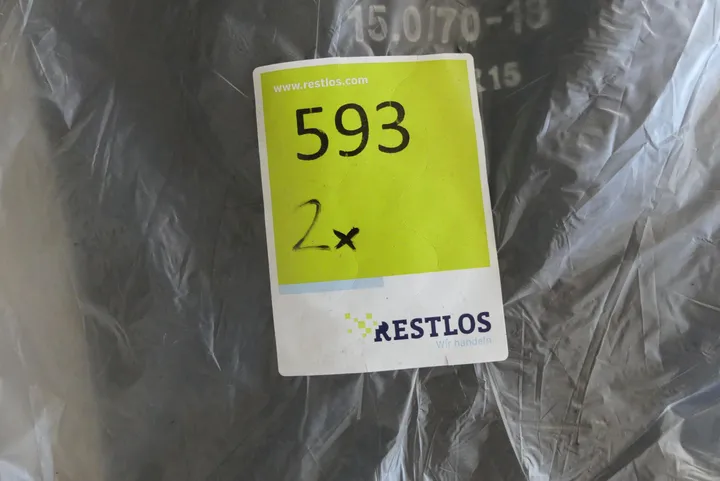 15.0/70-18
www.restlos.com
593
2x
RESTLOS
Wir handeln.